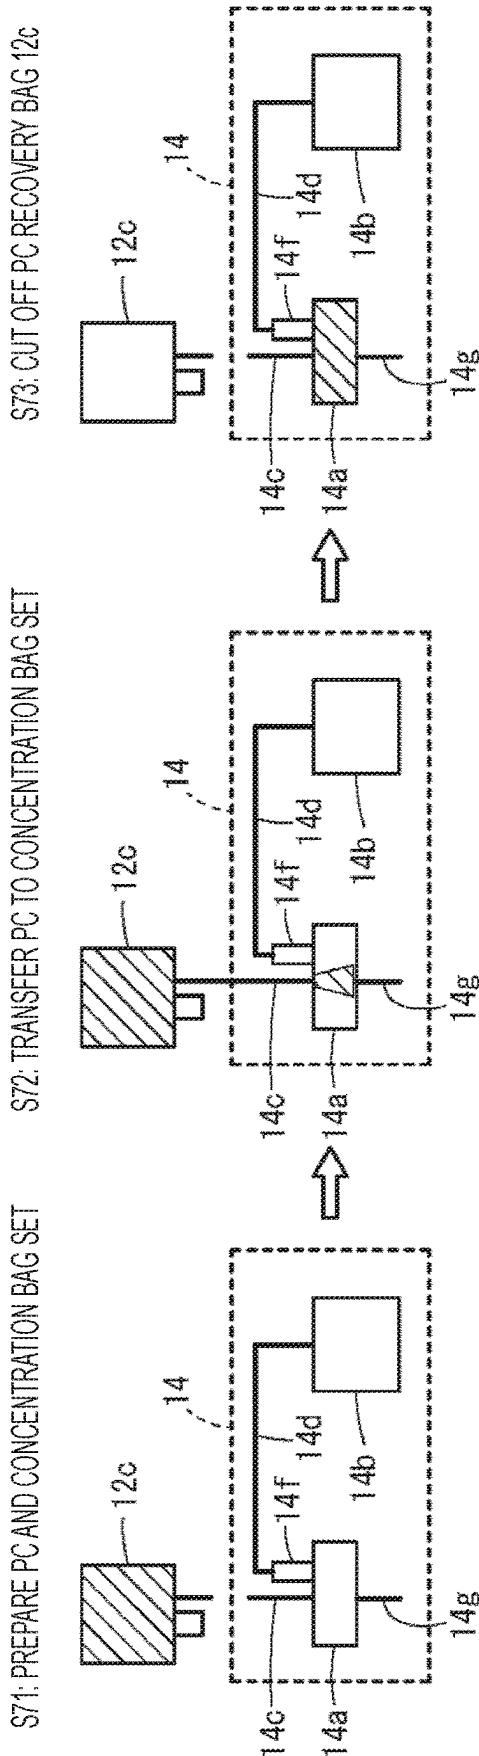 S71: PREPARE PC AND CONCENTRATION BAG SET
12c
14
14c
14f
14d
14a
14b
14g
S72: TRANSFER PC TO CONCENTRATION BAG SET
12c
14
14c
14f
14d
14a
14b
14g
S73: CUT OFF PC RECOVERY BAG 12c
12c
14
14c
14f
14d
14a
14b
14g